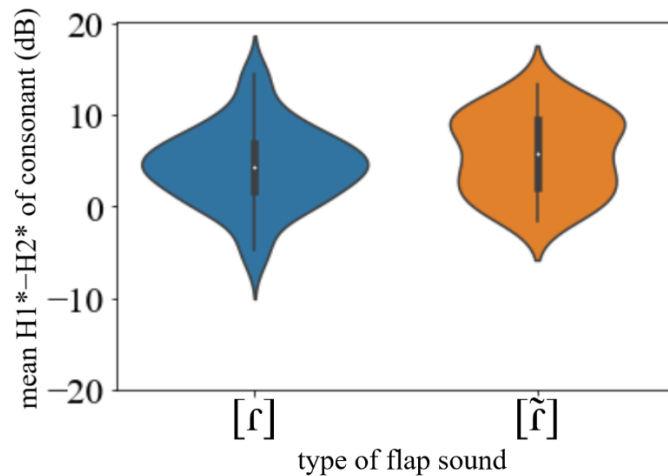 mean H1*−H2* of consonant (dB)
20
10
0
−10
−20
[ɾ] [ɾ̃]
type of flap sound